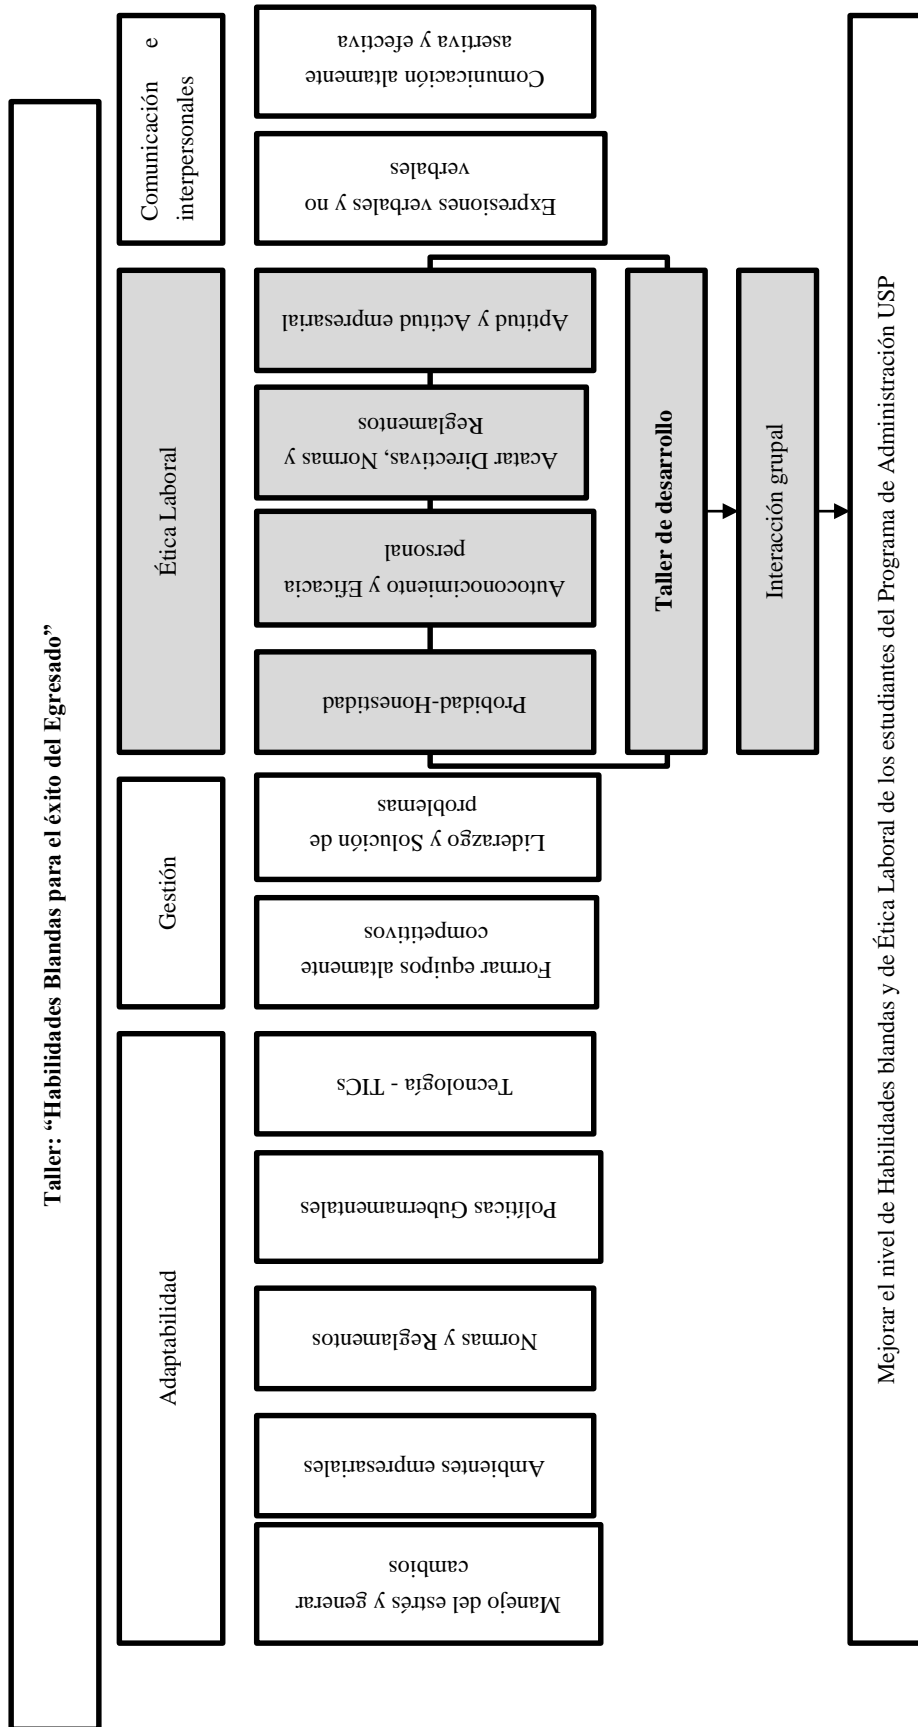 Taller: “Habilidades Blandas para el éxito del Egresado”
Adaptabilidad
Gestión
Ética Laboral
Comunicación e
interpersonales
Manejo del estrés y generar
cambios
Ambientes empresariales
Normas y Reglamentos
Políticas Gubernamentales
Tecnología - TICs
Formar equipos altamente
competitivos
Liderazgo y Solución de
problemas
Probidad-Honestidad
Autoconocimiento y Eficacia
personal
Acatar Directivas, Normas y
Reglamentos
Aptitud y Actitud empresarial
Expresiones verbales y no
verbales
Comunicación altamente
asertiva y efectiva
Taller de desarrollo
Interacción grupal
Mejorar el nivel de Habilidades blandas y de Ética Laboral de los estudiantes del Programa de Administración USP